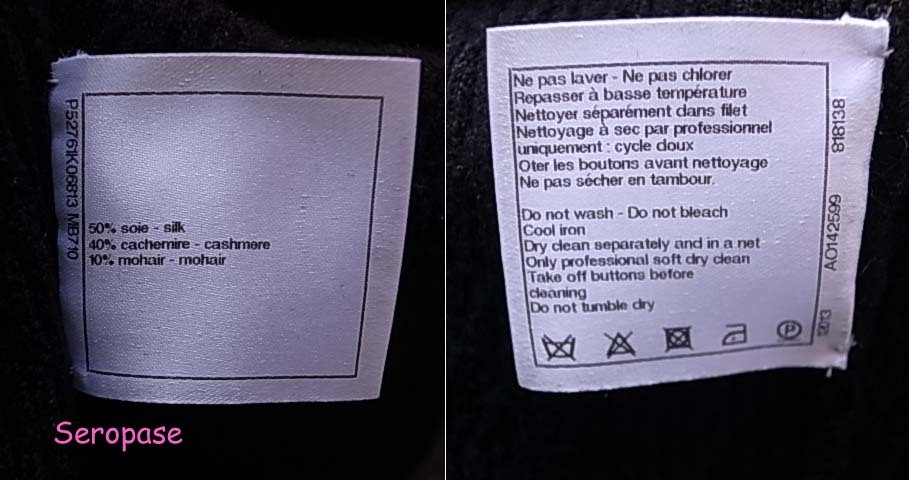 P52761K06813 MB710
50% soie - silk
40% cachemire - cashmere
10% mohair - mohair
Seropase
Ne pas laver - Ne pas chlorer
Repasser à basse température
Nettoyer séparément dans filet
Nettoyage à sec par professionnel
uniquement : cycle doux
Oter les boutons avant nettoyage
Ne pas sécher en tambour.
Do not wash - Do not bleach
Cool iron
Dry clean separately and in a net
Only professional soft dry clean
Take off buttons before
cleaning
Do not tumble dry
P
2013 AO142599 818138